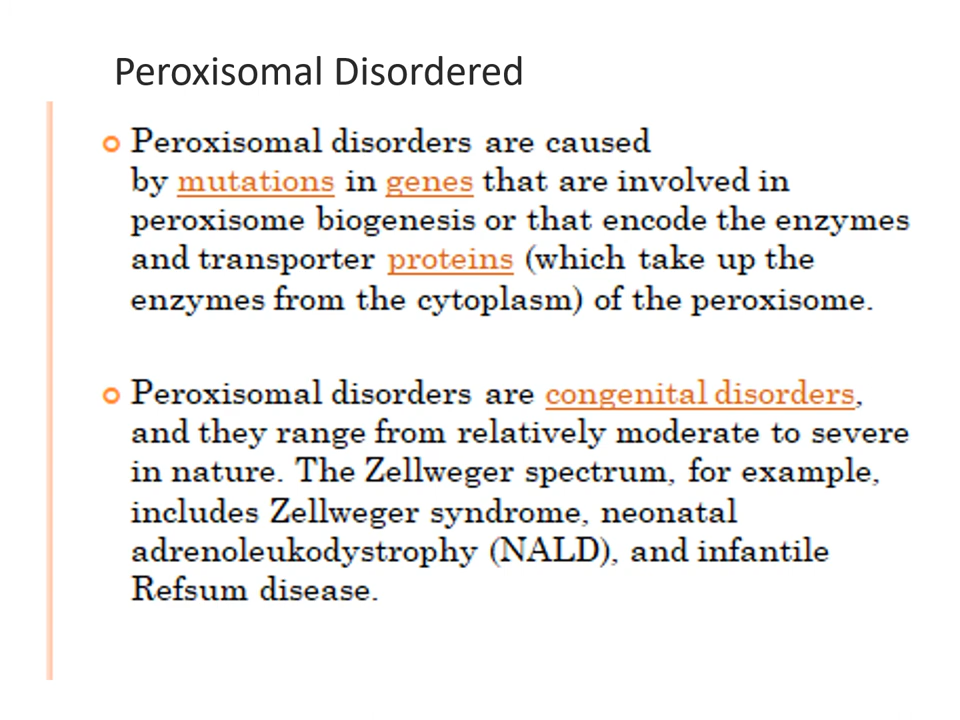 Peroxisomal Disordered
Peroxisomal disorders are caused
by mutations in genes that are involved in
peroxisome biogenesis or that encode the enzymes
and transporter proteins (which take up the
enzymes from the cytoplasm) of the peroxisome.
Peroxisomal disorders are congenital disorders,
and they range from relatively moderate to severe
in nature. The Zellweger spectrum, for example,
includes Zellweger syndrome, neonatal
adrenoleukodystrophy (NALD), and infantile
Refsum disease.